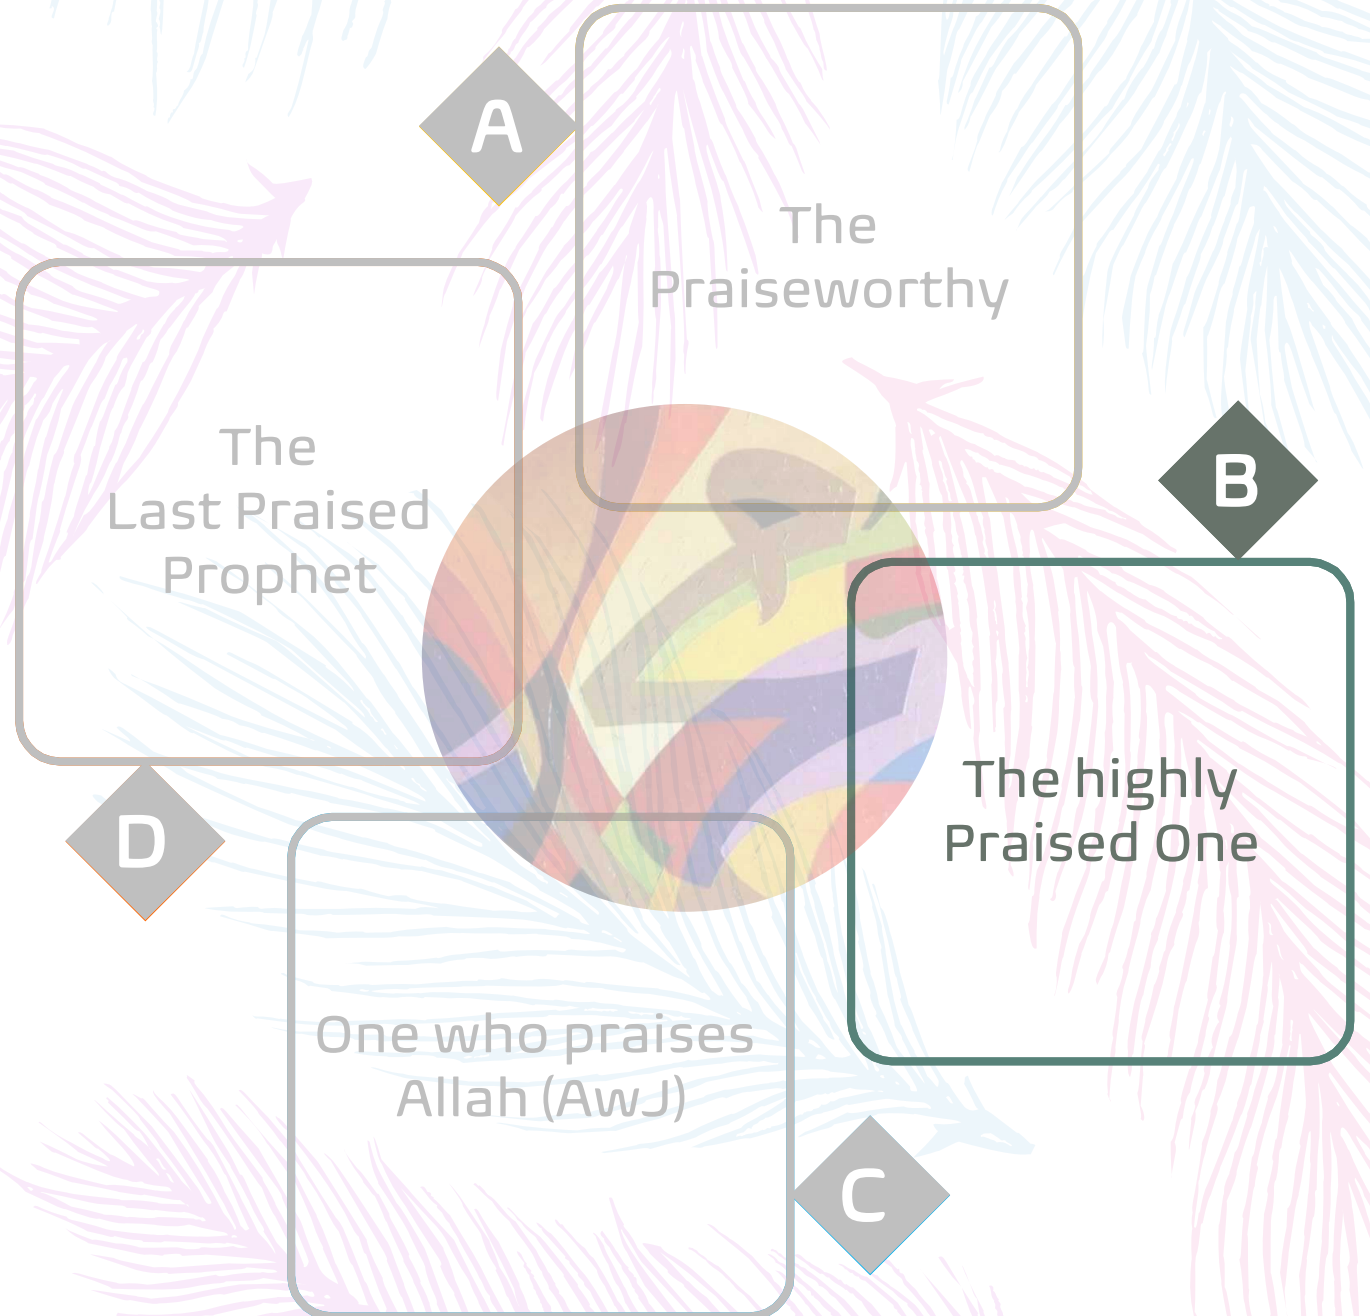 A
The
Praiseworthy
B
The highly
Praised One
C
One who praises
Allah (AwJ)
D
The
Last Praised
Prophet